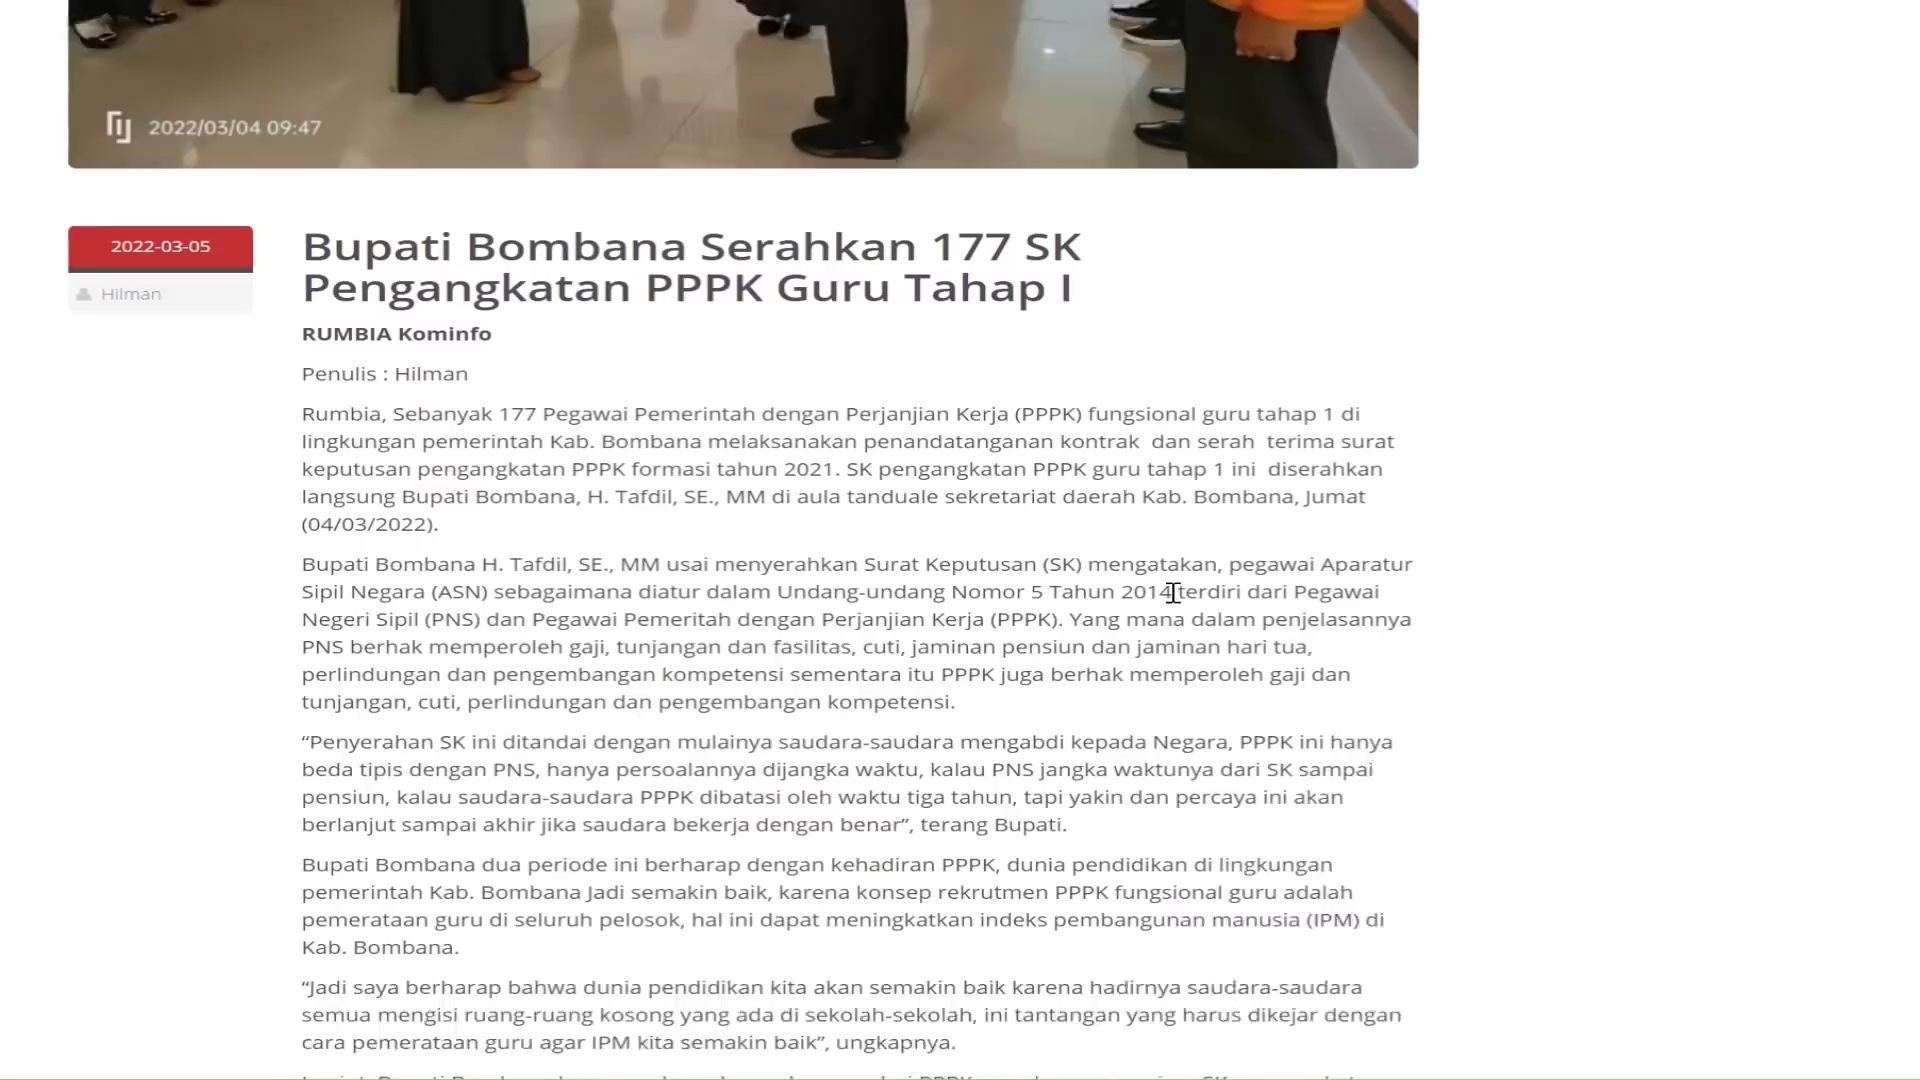 2022/03/04 09:47
2022-03-05
Hilman
Bupati Bombana Serahkan 177 SK
Pengangkatan PPPK Guru Tahap I
RUMBIA Kominfo
Penulis : Hilman
Rumbia, Sebanyak 177 Pegawai Pemerintah dengan Perjanjian Kerja (PPPK) fungsional guru tahap 1 di
lingkungan pemerintah Kab. Bombana melaksanakan penandatanganan kontrak  dan serah  terima surat
keputusan pengangkatan PPPK formasi tahun 2021. SK pengangkatan PPPK guru tahap 1 ini  diserahkan
langsung Bupati Bombana, H. Tafdil, SE., MM di aula tanduale sekretariat daerah Kab. Bombana, Jumat
(04/03/2022).
Bupati Bombana H. Tafdil, SE., MM usai menyerahkan Surat Keputusan (SK) mengatakan, pegawai Aparatur
Sipil Negara (ASN) sebagaimana diatur dalam Undang-undang Nomor 5 Tahun 2014 terdiri dari Pegawai
Negeri Sipil (PNS) dan Pegawai Pemeritah dengan Perjanjian Kerja (PPPK). Yang mana dalam penjelasannya
PNS berhak memperoleh gaji, tunjangan dan fasilitas, cuti, jaminan pensiun dan jaminan hari tua,
perlindungan dan pengembangan kompetensi sementara itu PPPK juga berhak memperoleh gaji dan
tunjangan, cuti, perlindungan dan pengembangan kompetensi.
“Penyerahan SK ini ditandai dengan mulainya saudara-saudara mengabdi kepada Negara, PPPK ini hanya
beda tipis dengan PNS, hanya persoalannya dijangka waktu, kalau PNS jangka waktunya dari SK sampai
pensiun, kalau saudara-saudara PPPK dibatasi oleh waktu tiga tahun, tapi yakin dan percaya ini akan
berlanjut sampai akhir jika saudara bekerja dengan benar”, terang Bupati.
Bupati Bombana dua periode ini berharap dengan kehadiran PPPK, dunia pendidikan di lingkungan
pemerintah Kab. Bombana Jadi semakin baik, karena konsep rekrutmen PPPK fungsional guru adalah
pemerataan guru di seluruh pelosok, hal ini dapat meningkatkan indeks pembangunan manusia (IPM) di
Kab. Bombana.
“Jadi saya berharap bahwa dunia pendidikan kita akan semakin baik karena hadirnya saudara-saudara
semua mengisi ruang-ruang kosong yang ada di sekolah-sekolah, ini tantangan yang harus dikejar dengan
cara pemerataan guru agar IPM kita semakin baik”, ungkapnya.